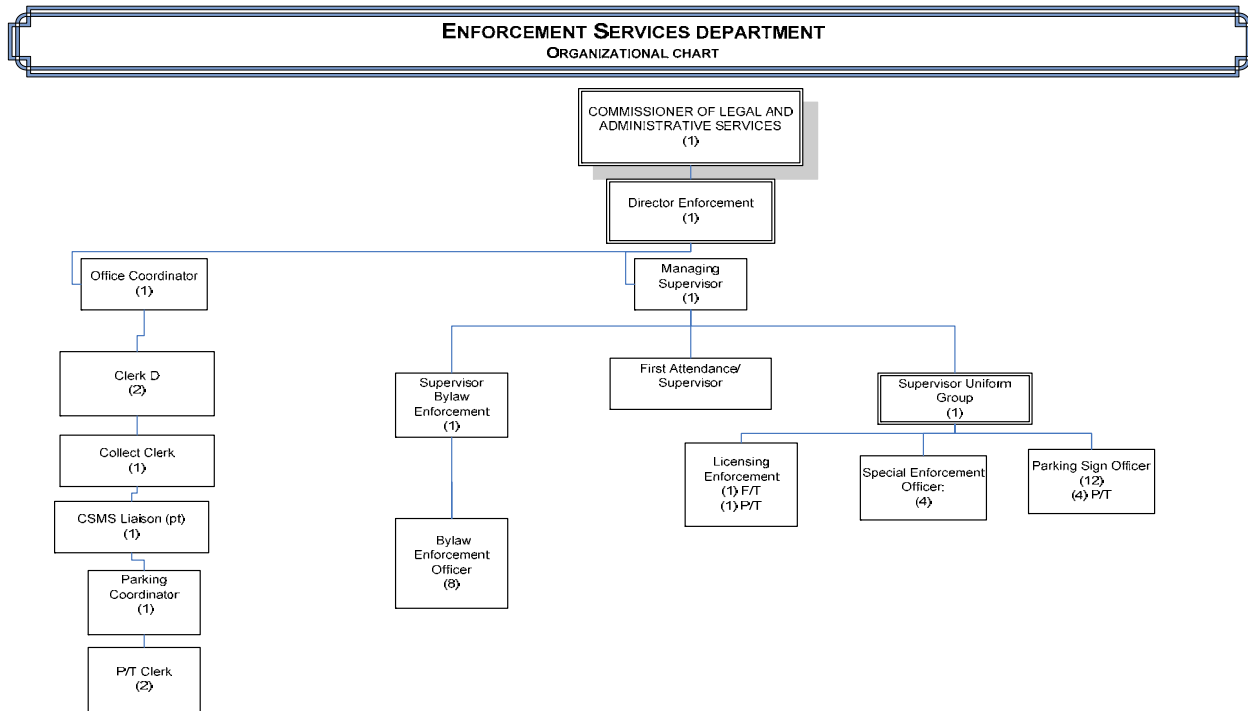 ENFORCEMENT SERVICES DEPARTMENT
ORGANIZATIONAL CHART
COMMISSIONER OF LEGAL AND
ADMINISTRATIVE SERVICES
(1)
Director Enforcement
(1)
Office Coordinator
(1)
Managing
Supervisor
(1)
Clerk D
(2)
Collect Clerk
(1)
CSMS Liaison (pt)
(1)
Parking
Coordinator
(1)
P/T Clerk
(2)
Supervisor
Bylaw
Enforcement
(1)
Bylaw
Enforcement
Officer
(8)
First Attendance/
Supervisor
Supervisor Uniform
Group
(1)
Licensing
Enforcement
(1) F/T
(1) P/T
Special Enforcement
Officer;
(4)
Parking Sign Officer
(12)
(4) P/T